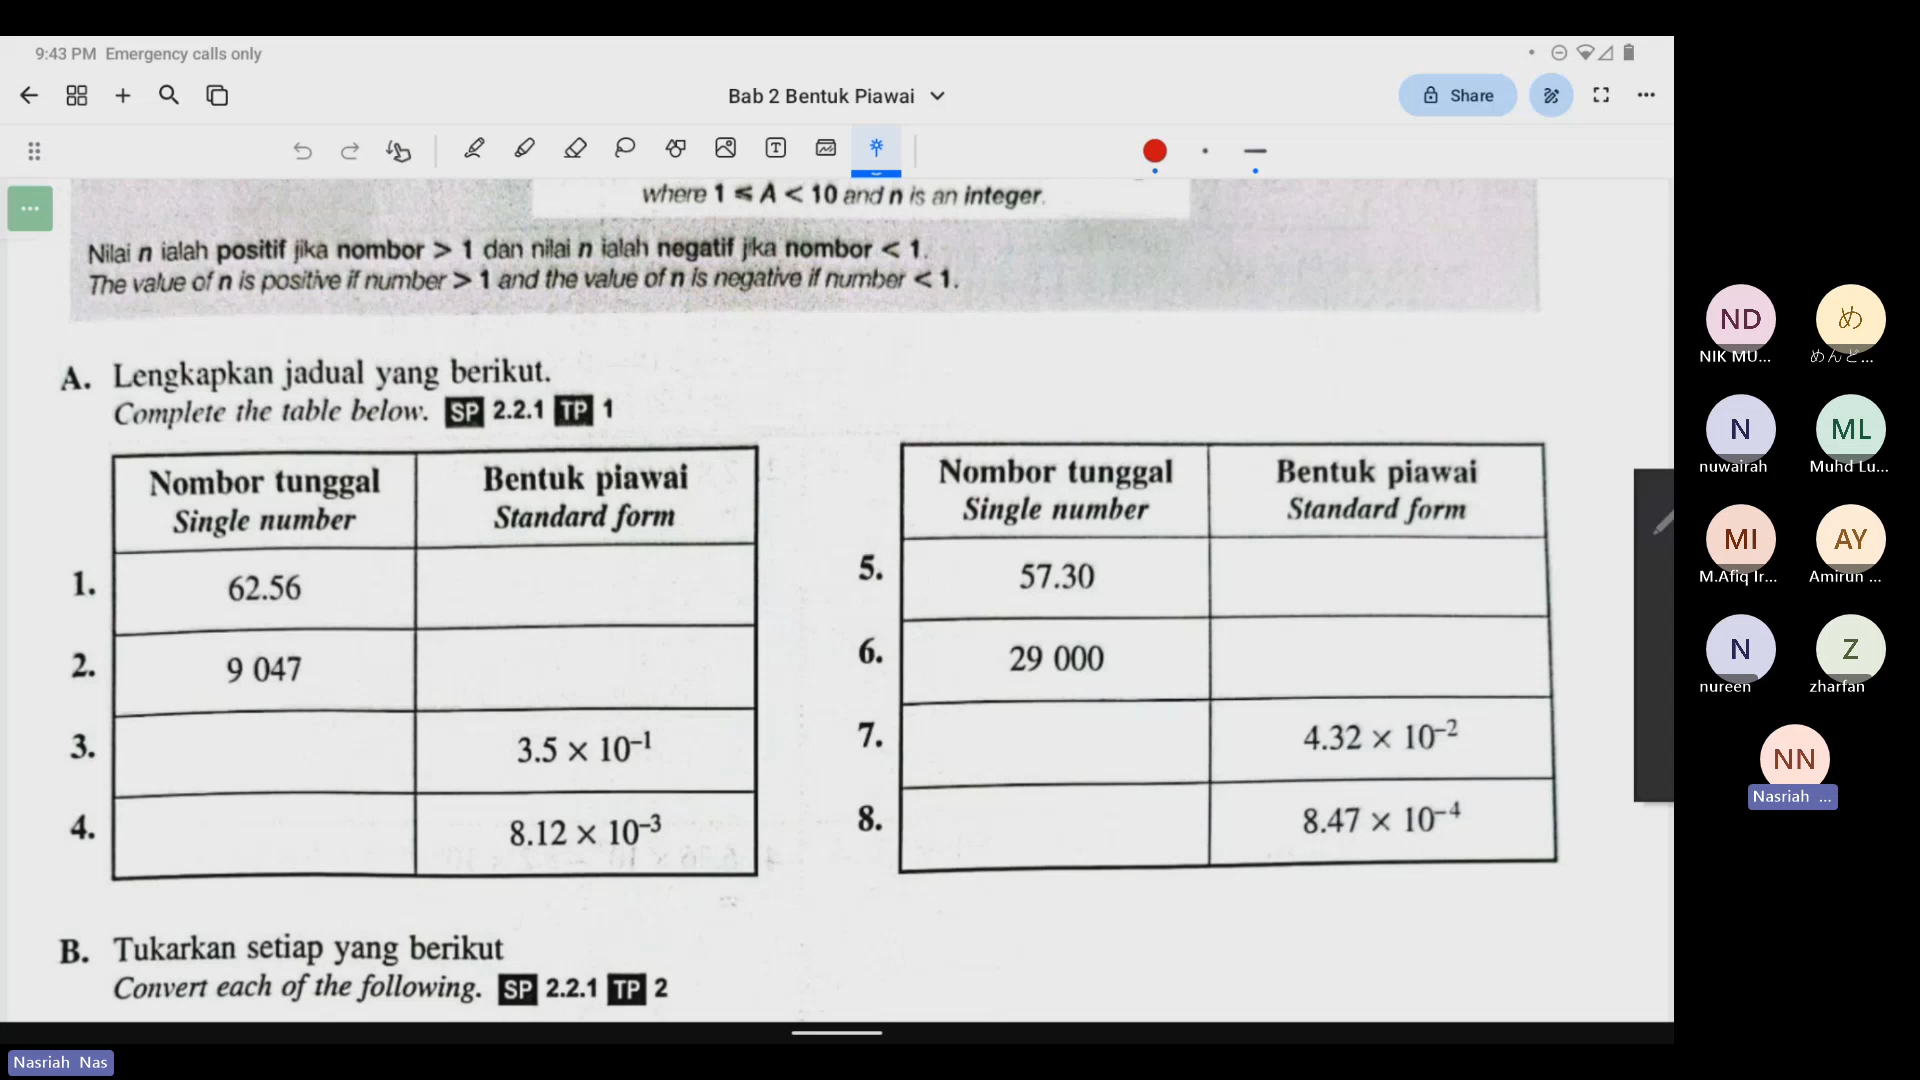 9:43 PM Emergency calls only
Bab 2 Bentuk Piawai
Share
where 1 ≤ A < 10 and n is an integer.
Nilai n ialah positif jika nombor > 1 dan nilai n ialah negatif jika nombor < 1.
The value of n is positive if number > 1 and the value of n is negative if number < 1.
A. Lengkapkan jadual yang berikut.
Complete the table below. SP 2.2.1 TP 1
Nombor tunggal Bentuk piawai
Single number Standard form
1. 62.56
2. 9 047
3. 3.5 × 10⁻¹
4. 8.12 × 10⁻³
Nombor tunggal Bentuk piawai
Single number Standard form
5. 57.30
6. 29 000
7. 4.32 × 10⁻²
8. 8.47 × 10⁻⁴
B. Tukarkan setiap yang berikut
Convert each of the following. SP 2.2.1 TP 2
ND め
NIK MU... めんど...
N ML
nuwairah Muhd Lu...
MI AY
M.Afiq Ir... Amirun ...
N Z
nureen zharfan
NN
Nasriah ...
Nasriah Nas